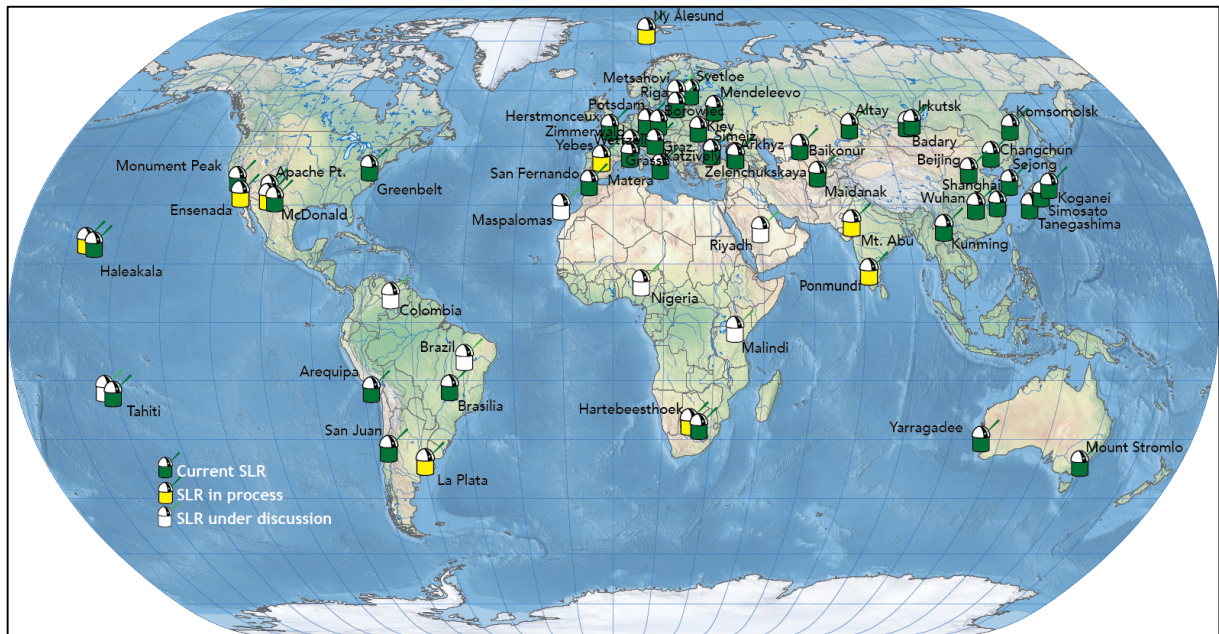 Ny Ålesund
Metsahovi
Svetloe
Riga
Mendeleevo
Potsdam
Borowiec
Herstmonceux
Altay
Irkutsk
Komsomolsk
Zimmerwald
Kiev
Wettz
Simeiz
Yebes
Graz
Arkhyz
Baikonur
Badary
Changchun
Monument Peak
Apache Pt.
Grass
Katzively
Beijing
Sejong
Greenbelt
San Fernando
Matera
Zelenchukskaya
Maidanak
Shanghai
Koganei
Ensenada
McDonald
Wuhan
Simosato
Maspalomas
Tanegashima
Riyadh
Mt. Abu
Kunming
Haleakala
Ponmundi
Nigeria
Colombia
Malindi
Brazil
Arequipa
Tahiti
Brasilia
Hartebeesthoek
San Juan
Yarragadee
Mount Stromlo
La Plata
Current SLR
SLR in process
SLR under discussion